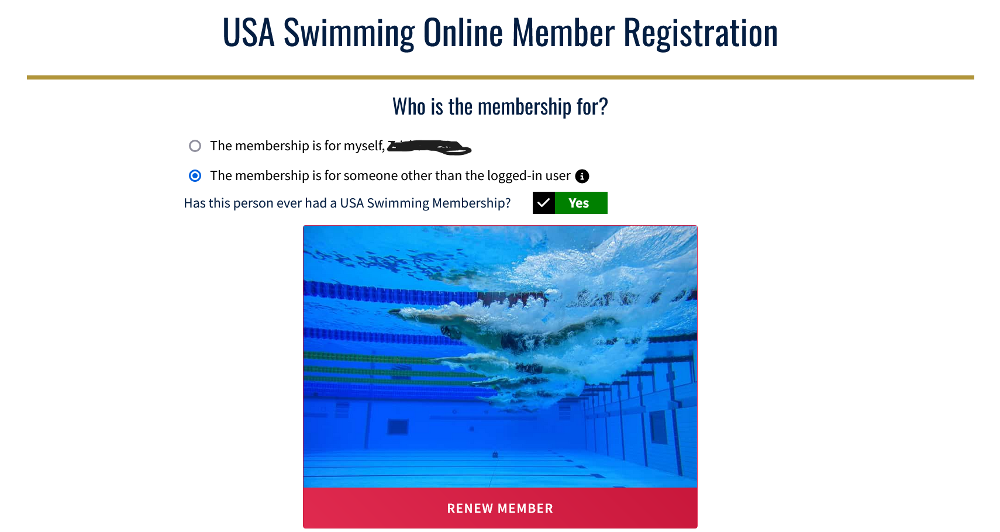 USA Swimming Online Member Registration
Who is the membership for?
The membership is for myself,
The membership is for someone other than the logged-in user
Has this person ever had a USA Swimming Membership?
Yes
RENEW MEMBER